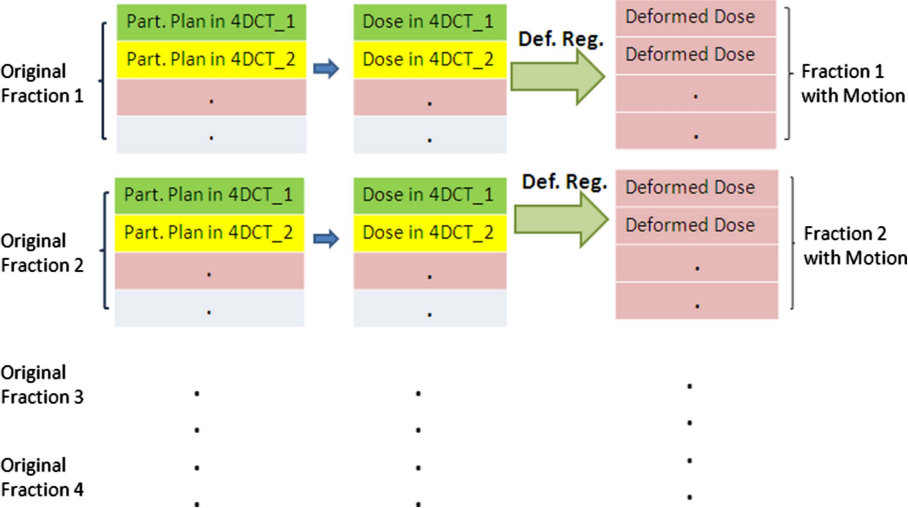 Original
Fraction 1
Part. Plan in 4DCT_1
Part. Plan in 4DCT_2
.
.
Dose in 4DCT_1
Dose in 4DCT_2
.
.
Def. Reg.
Deformed Dose
Deformed Dose
.
.
Fraction 1
with Motion
Original
Fraction 2
Part. Plan in 4DCT_1
Part. Plan in 4DCT_2
.
.
Dose in 4DCT_1
Dose in 4DCT_2
.
.
Def. Reg.
Deformed Dose
Deformed Dose
.
.
Fraction 2
with Motion
Original
Fraction 3
. . .
. . .
Original
Fraction 4
. . .
. . .